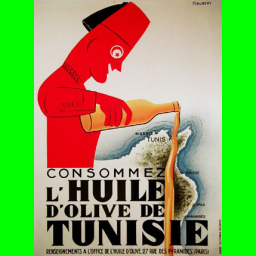 BIZERTE
TUNIS
CONSOMMEZ
L'HUILE
D'OLIVE DE
TUNISIE
RENSEIGNEMENTS A L'OFFICE DE L'HUILE D'OLIVE, 27 RUE DES PYRAMIDES (PARIS)